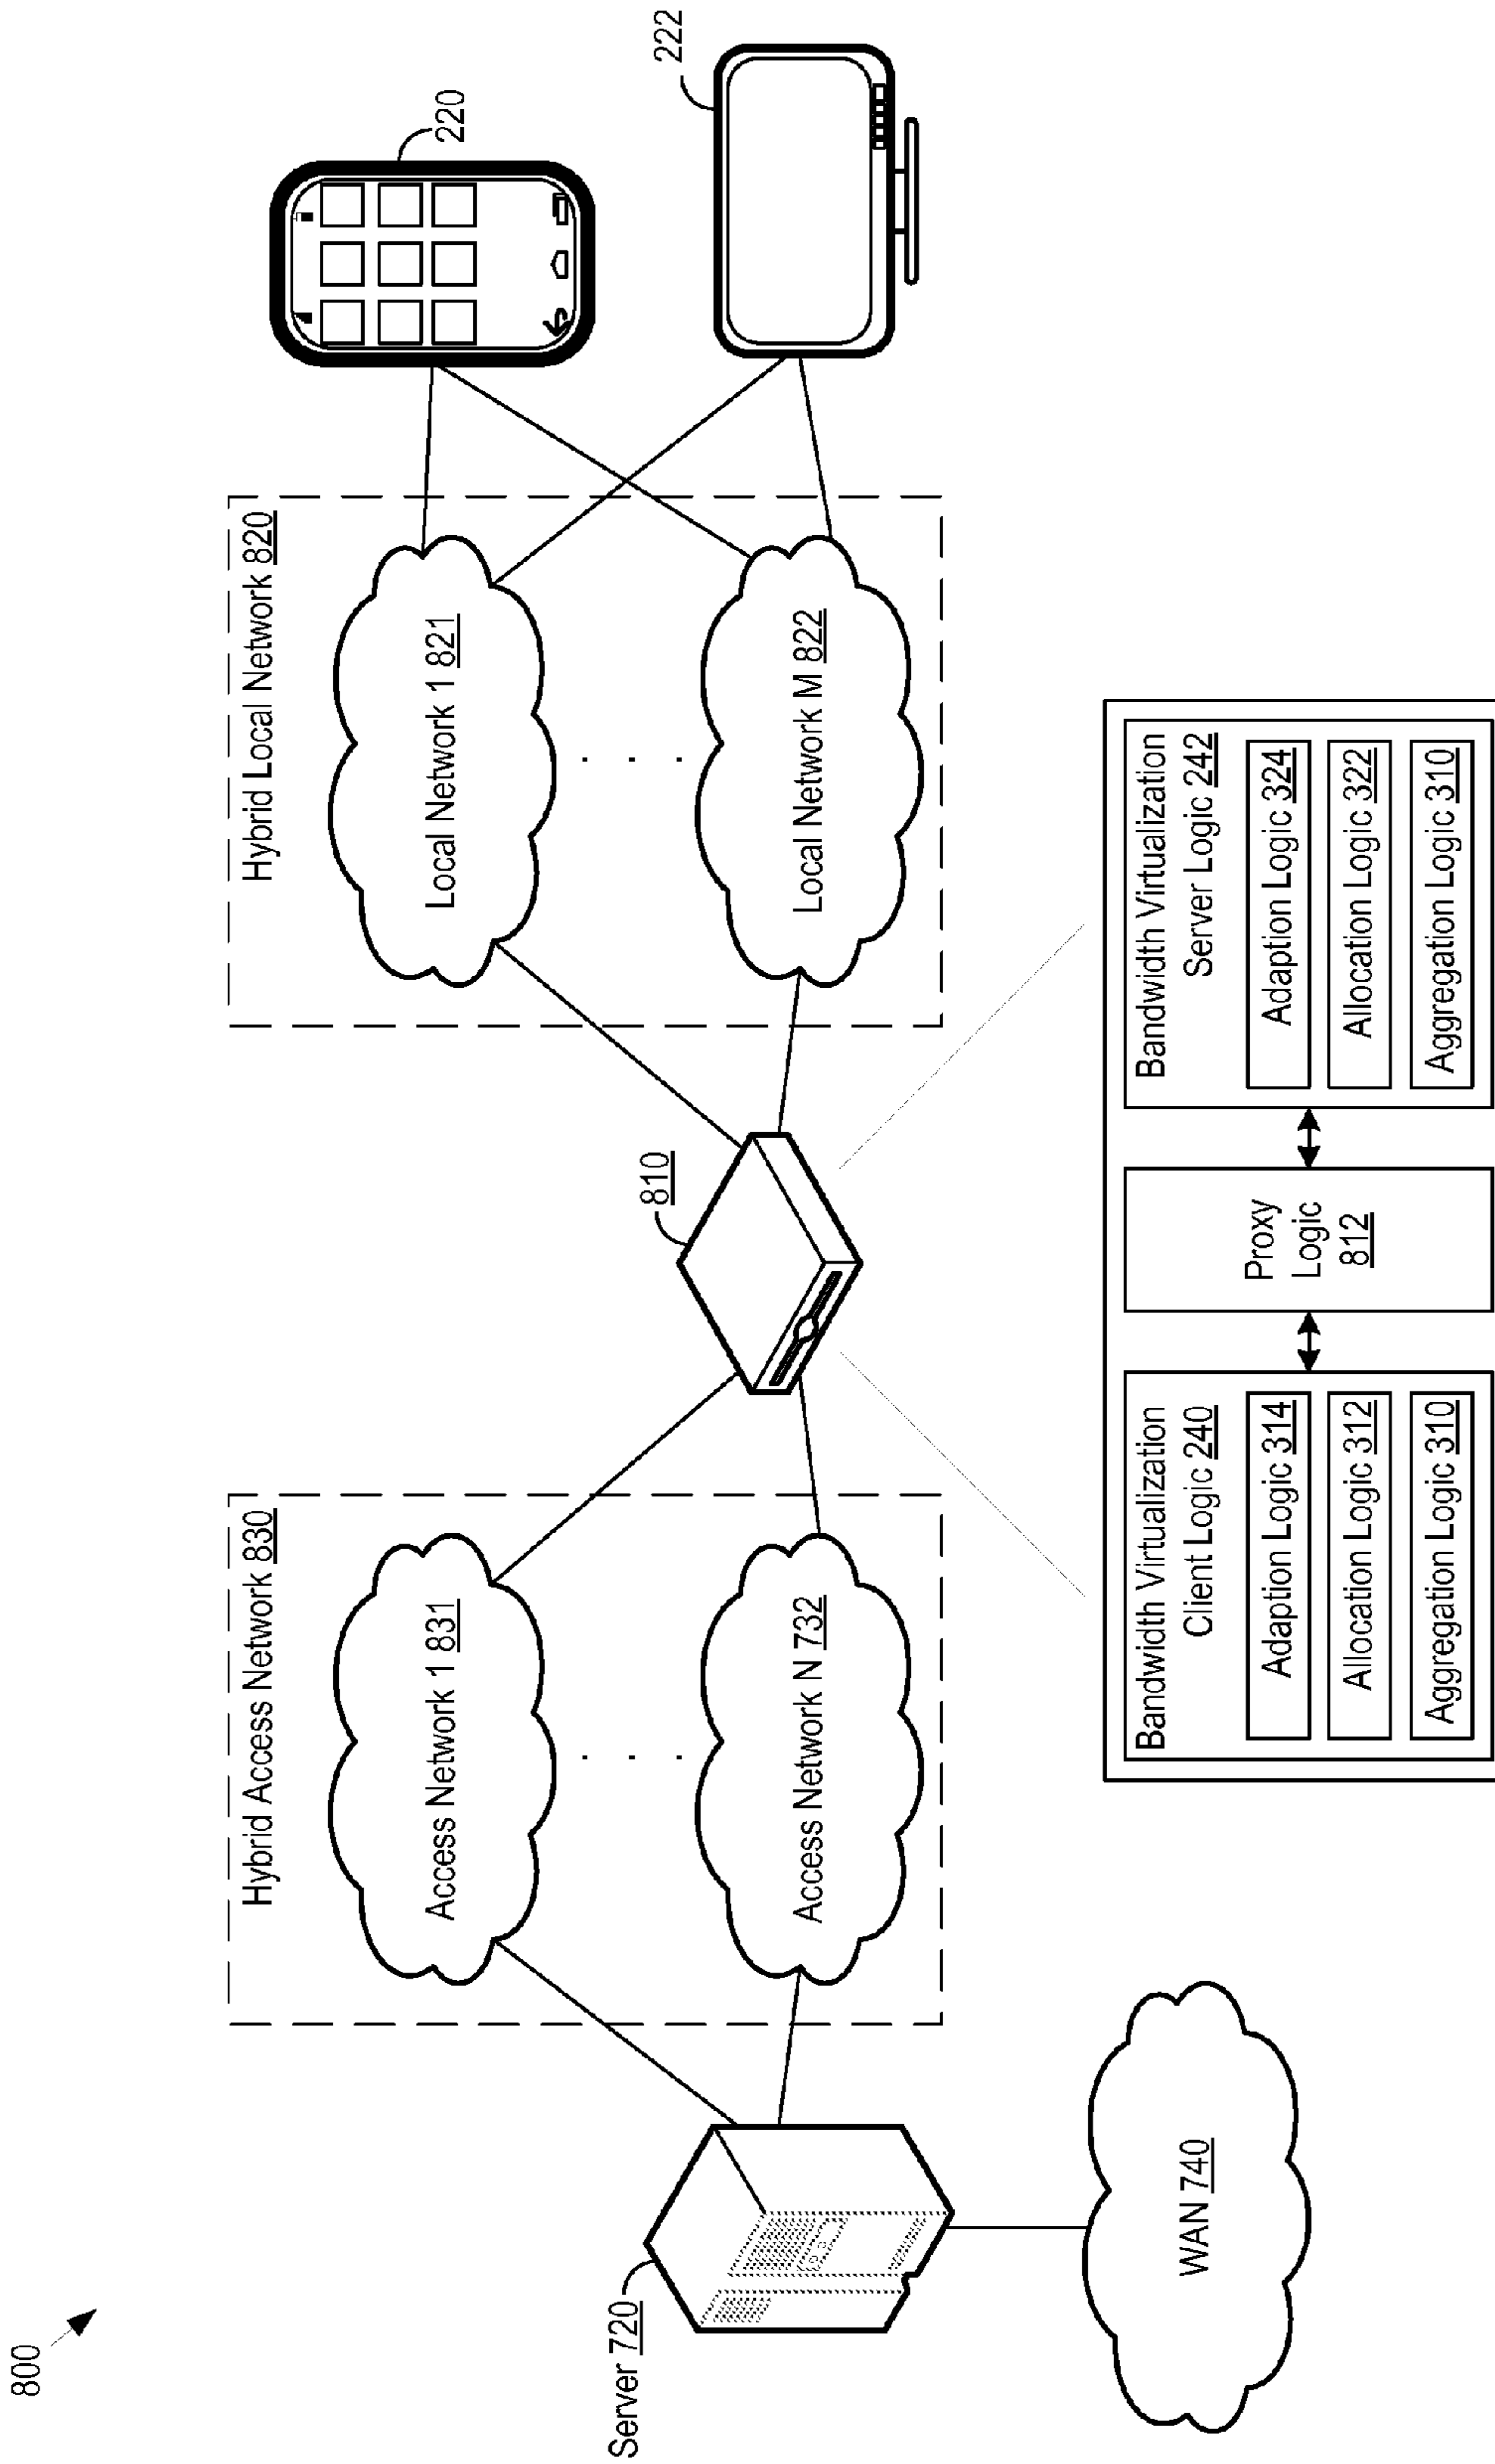 800
Server 720
WAN 740
Hybrid Access Network 830
Access Network 1 831
. . .
Access Network N 732
810
Hybrid Local Network 820
Local Network 1 821
. . .
Local Network M 822
220
222
Bandwidth Virtualization
Client Logic 240
Adaption Logic 314
Allocation Logic 312
Aggregation Logic 310
Proxy
Logic
812
Bandwidth Virtualization
Server Logic 242
Adaption Logic 324
Allocation Logic 322
Aggregation Logic 310